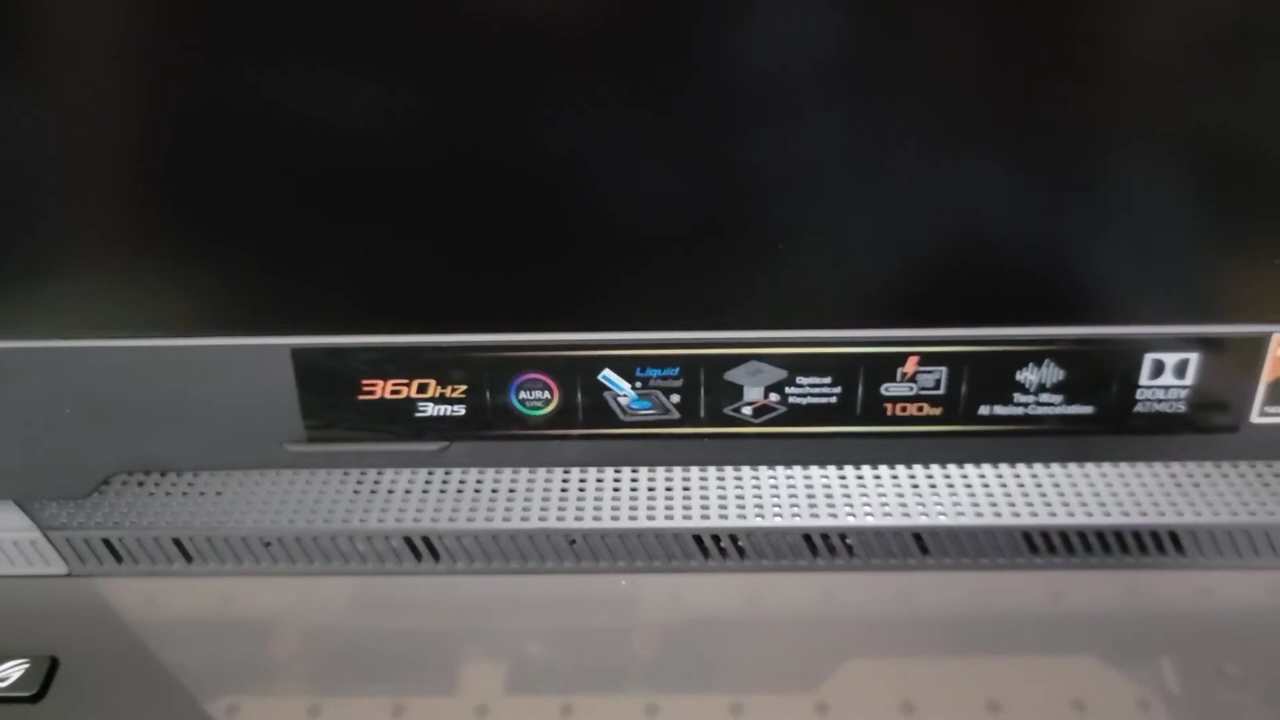 360Hz
3ms
AURA
SYNC
Liquid
Metal
Optical
Mechanical
Keyboard
100w
Two-Way
AI Noise-Cancelation
DOLBY
ATMOS